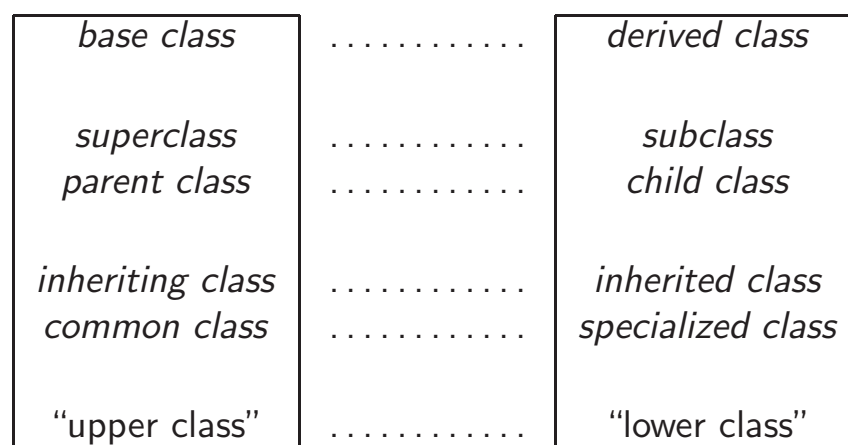 base class ............ derived class
superclass ............ subclass
parent class ............ child class
inheriting class ............ inherited class
common class ............ specialized class
“upper class” ............ “lower class”